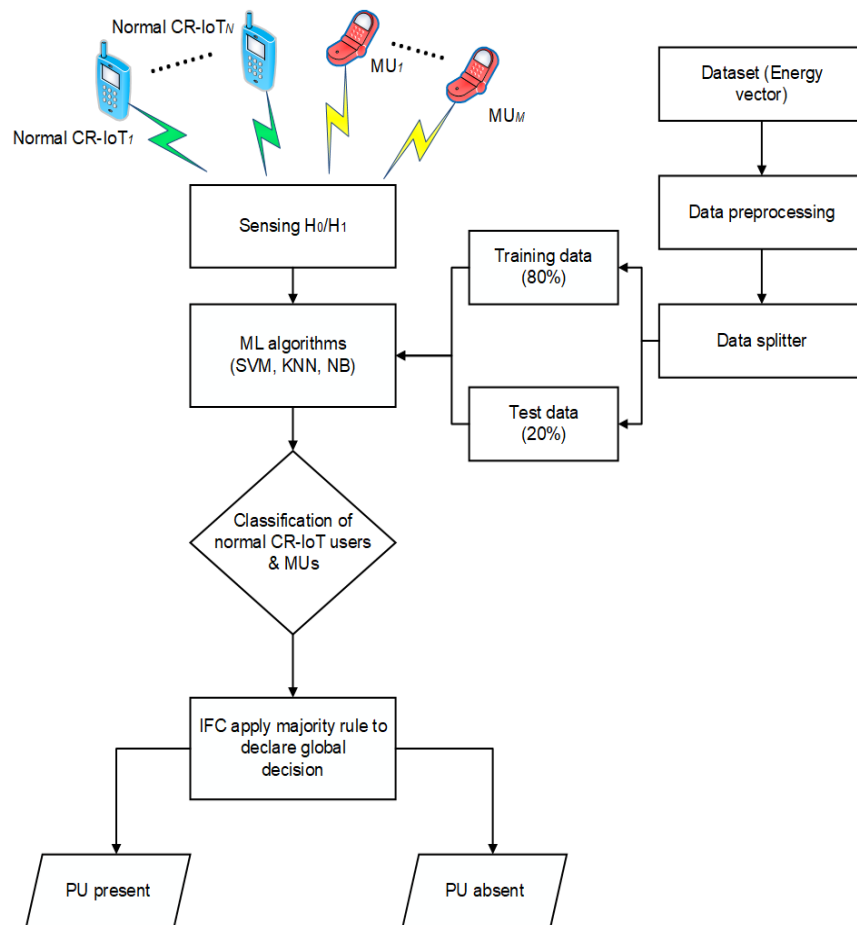 Normal CR-IoTN
MU1
Normal CR-IoT1
MUM
Dataset (Energy
vector)
Sensing H0/H1
Data preprocessing
Training data
(80%)
ML algorithms
(SVM, KNN, NB)
Data splitter
Test data
(20%)
Classification of
normal CR-IoT users
& MUs
IFC apply majority rule to
declare global
decision
PU present
PU absent